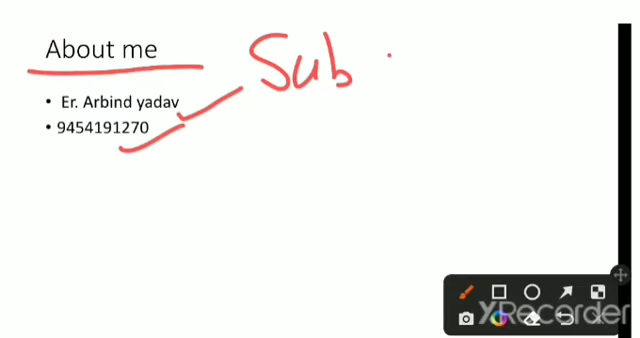 About me
Sub
• Er. Arbind yadav
• 9454191270
XRecorder